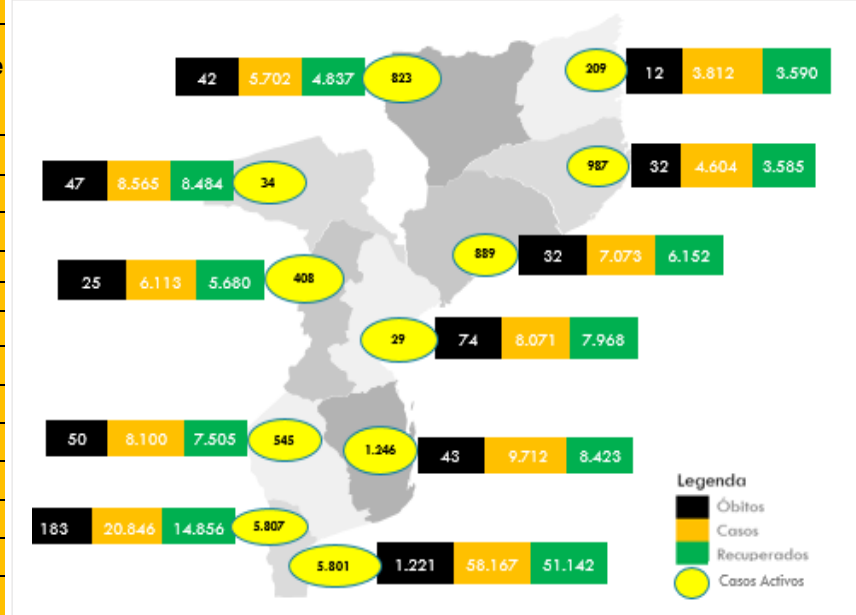 e
42 5.702 4.837 823
209 12 3.812 3.590
47 8.565 8.484 34
987 32 4.604 3.585
25 6.113 5.680 408
889 32 7.073 6.152
29 74 8.071 7.968
50 8.100 7.505 545
1.246 43 9.712 8.423
183 20.846 14.856 5.807
5.801 1.221 58.167 51.142
Legenda
Óbitos
Casos
Recuperados
Casos Activos